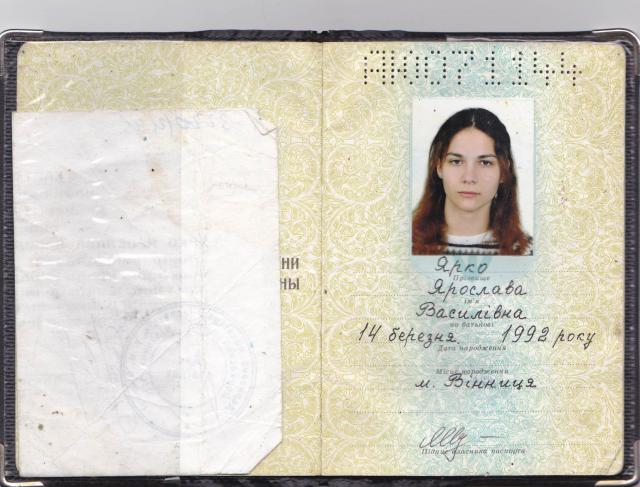 НИ
НЫ
Ярко
Прізвище
Ярослава
ім'я
Василівна
по батькові
14 березня 1992 року
Дата народження
Місце народження
м. Вінниця
Підпис власника паспорта